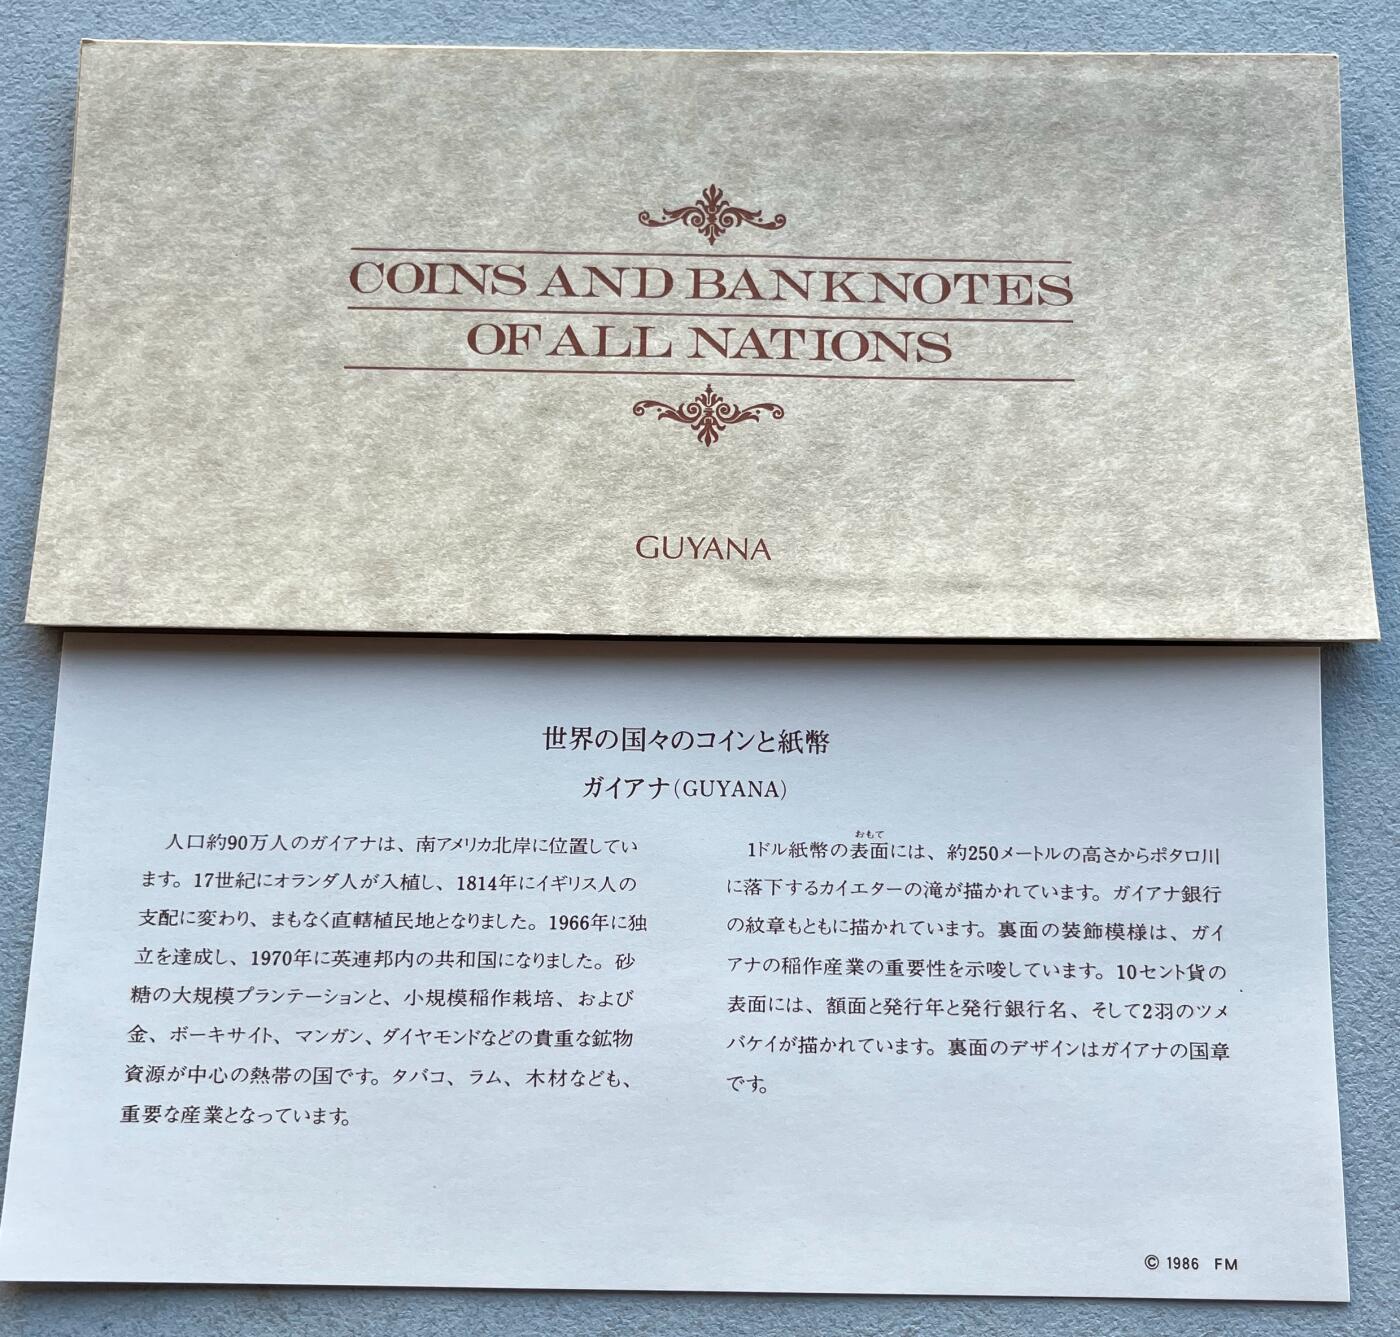 COINS AND BANKNOTES
OF ALL NATIONS
GUYANA
世界の国々のコインと紙幣
ガイアナ(GUYANA)
人口約90万人のガイアナは、南アメリカ北岸に位置してい
ます。17世紀にオランダ人が入植し、1814年にイギリス人の
支配に変わり、まもなく直轄植民地となりました。1966年に独
立を達成し、1970年に英連邦内の共和国になりました。砂
糖の大規模プランテーションと、小規模稲作栽培、および
金、ボーキサイト、マンガン、ダイヤモンドなどの貴重な鉱物
資源が中心の熱帯の国です。タバコ、ラム、木材なども、
重要な産業となっています。
おもて
1ドル紙幣の表面には、約250メートルの高さからポタロ川
に落下するカイエターの滝が描かれています。ガイアナ銀行
の紋章もともに描かれています。裏面の装飾模様は、ガイ
アナの稲作産業の重要性を示唆しています。10セント貨の
表面には、額面と発行年と発行銀行名、そして2羽のツメ
バケイが描かれています。裏面のデザインはガイアナの国章
です。
© 1986 FM